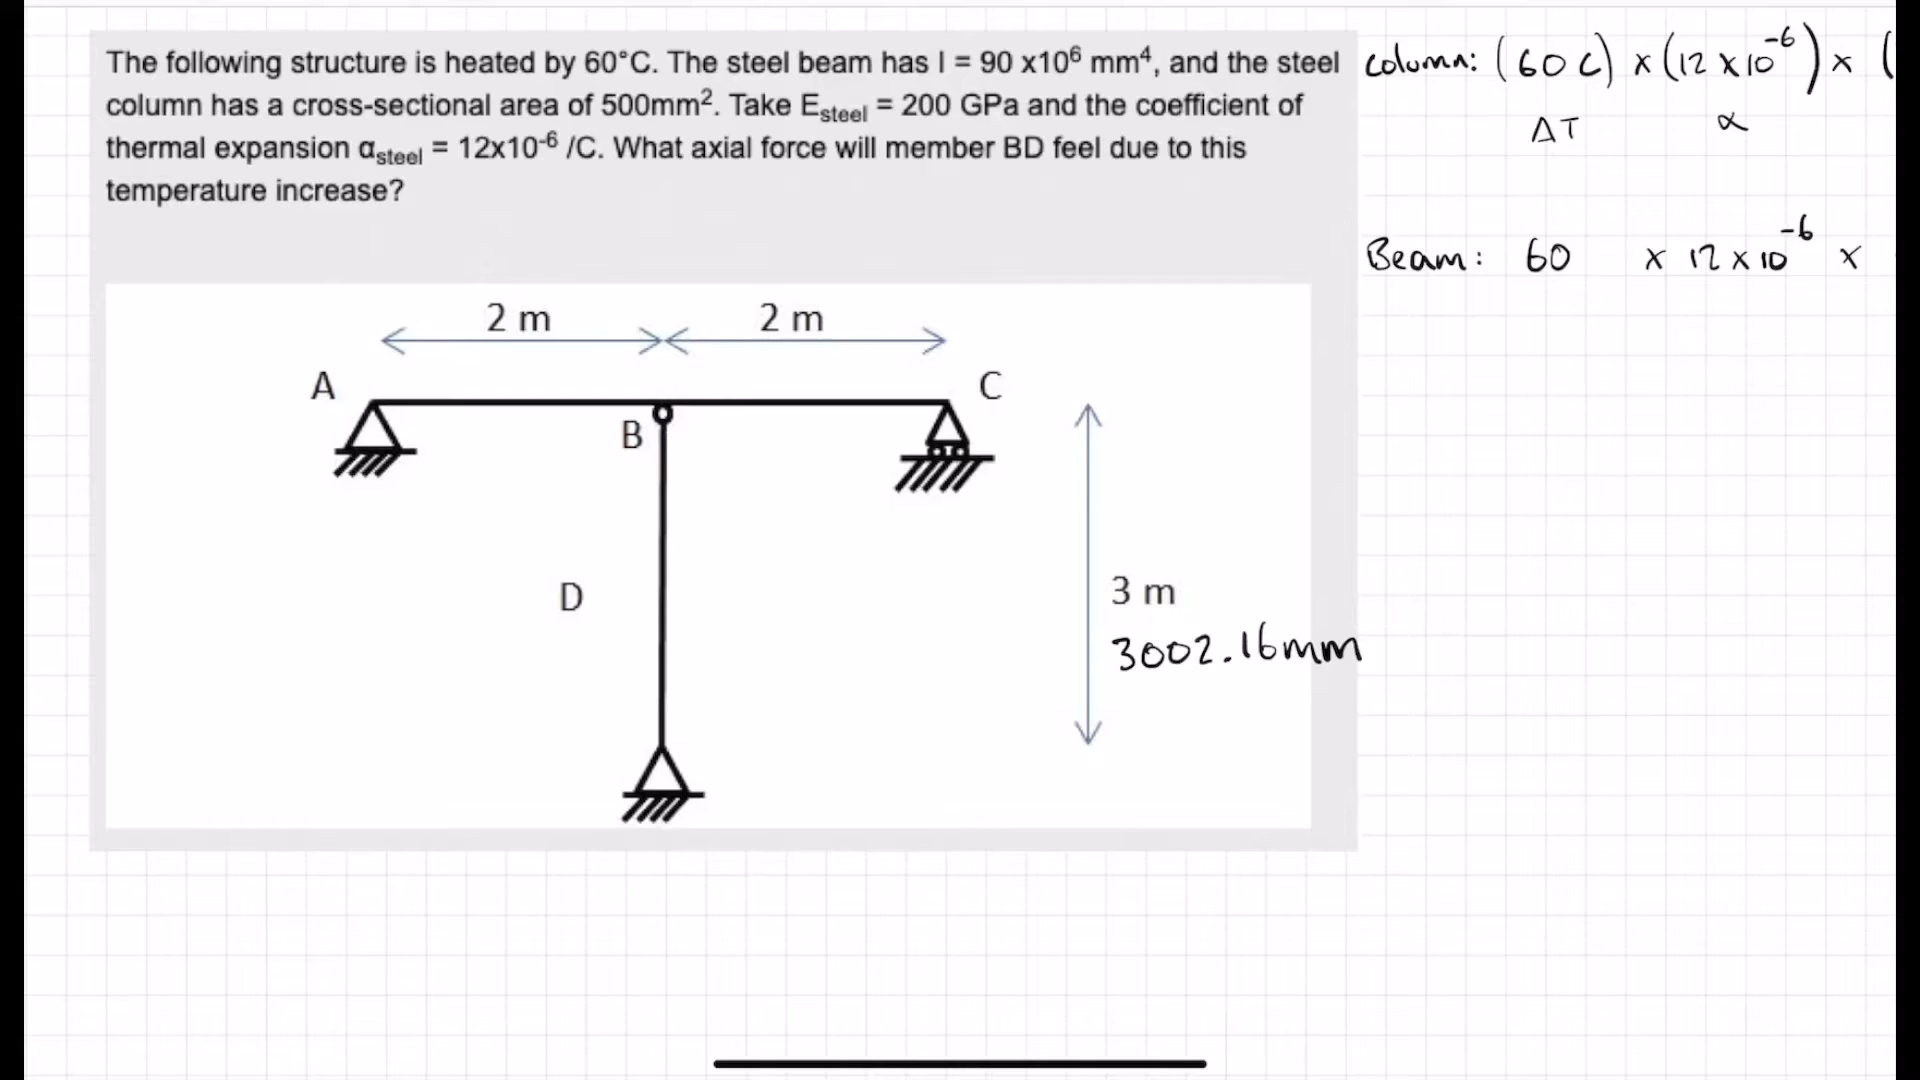 The following structure is heated by 60°C. The steel beam has I = 90 x10⁶ mm⁴, and the steel
column has a cross-sectional area of 500mm². Take Esteel = 200 GPa and the coefficient of
thermal expansion αsteel = 12x10⁻⁶ /C. What axial force will member BD feel due to this
temperature increase?
column: (60 C) x (12 x 10⁻⁶) x (
ΔT α
Beam: 60 x 12 x 10⁻⁶ x
2 m 2 m
A C
B
D
3 m
3002.16mm